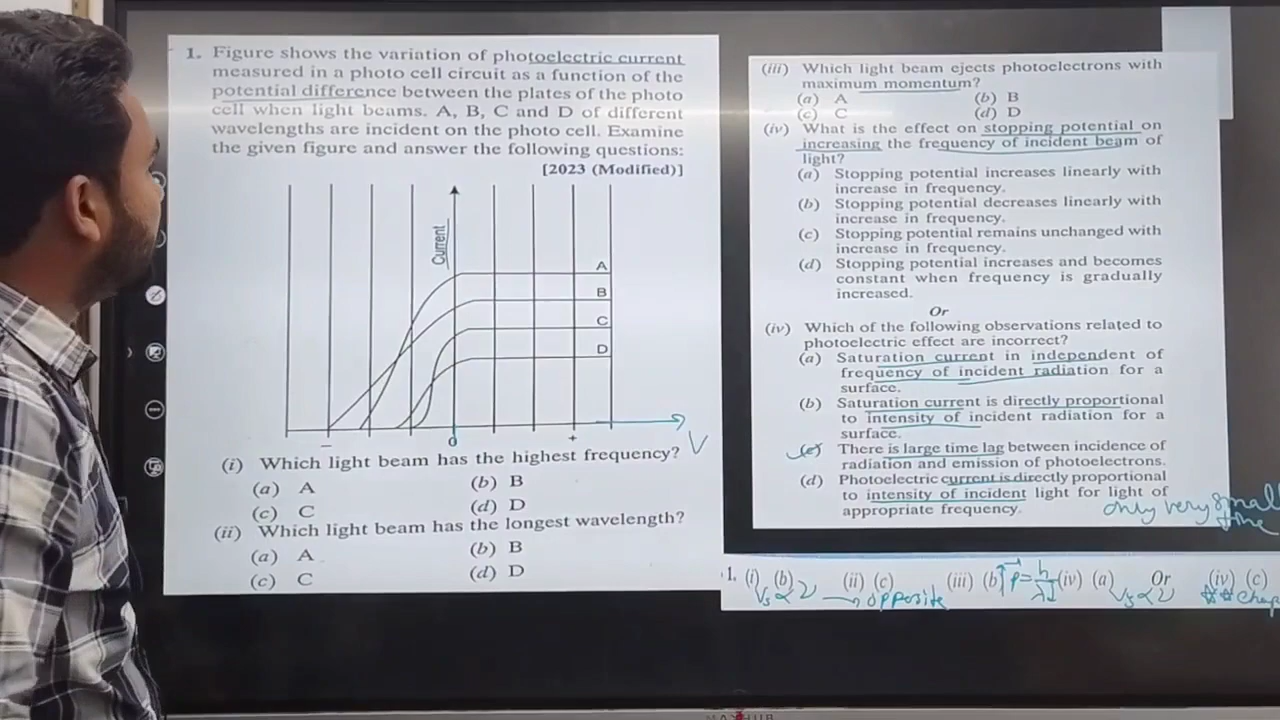 1. Figure shows the variation of photoelectric current
measured in a photo cell circuit as a function of the
potential difference between the plates of the photo
cell when light beams. A, B, C and D of different
wavelengths are incident on the photo cell. Examine
the given figure and answer the following questions:
[2023 (Modified)]
Current
A
B
C
D
− 0 + V
(i) Which light beam has the highest frequency?
(a) A (b) B
(c) C (d) D
(ii) Which light beam has the longest wavelength?
(a) A (b) B
(c) C (d) D
(iii) Which light beam ejects photoelectrons with
maximum momentum?
(a) A (b) B
(c) C (d) D
(iv) What is the effect on stopping potential on
increasing the frequency of incident beam of
light?
(a) Stopping potential increases linearly with
increase in frequency.
(b) Stopping potential decreases linearly with
increase in frequency.
(c) Stopping potential remains unchanged with
increase in frequency.
(d) Stopping potential increases and becomes
constant when frequency is gradually
increased.
Or
(iv) Which of the following observations related to
photoelectric effect are incorrect?
(a) Saturation current in independent of
frequency of incident radiation for a
surface.
(b) Saturation current is directly proportional
to intensity of incident radiation for a
surface.
(c) There is large time lag between incidence of
radiation and emission of photoelectrons.
(d) Photoelectric current is directly proportional
to intensity of incident light for light of
appropriate frequency.
only very small
time
1. (i) (b) (ii) (c) (iii) (b) p = h/λ (iv) (a) Or (iv) (c)
Vs ∝ ν → opposite Vs ∝ ν